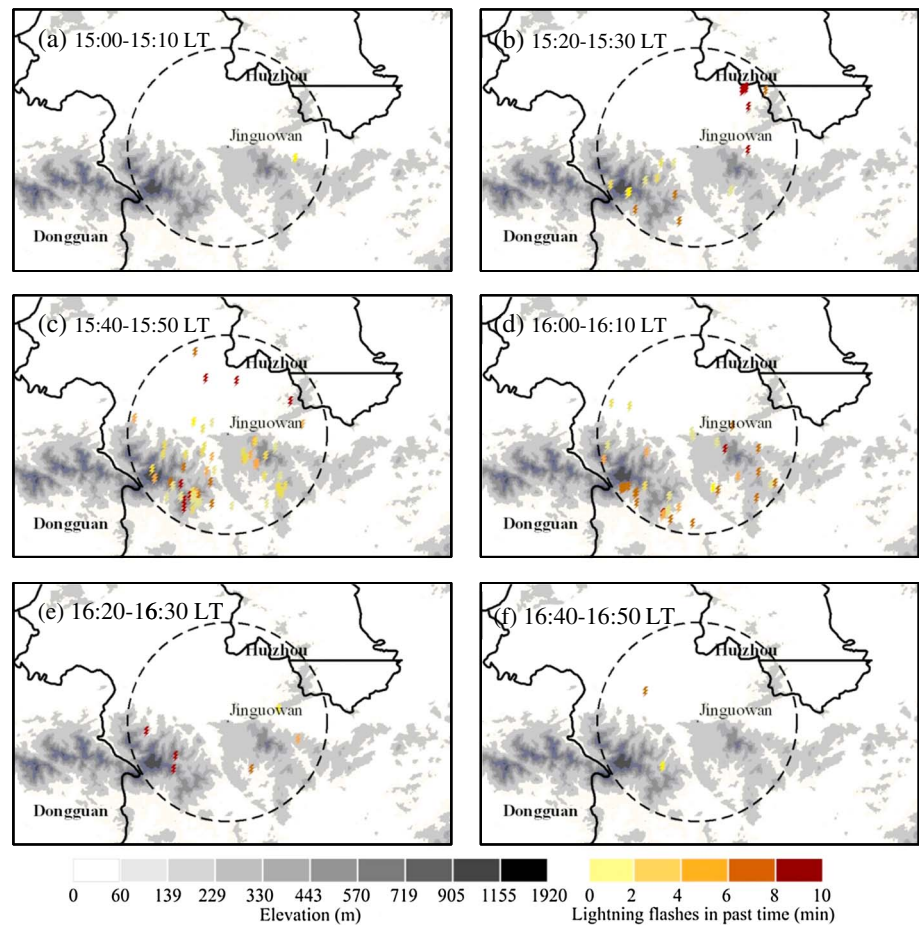 (a) 15:00-15:10 LT
Huizhou
Jinguowan
Dongguan
(b) 15:20-15:30 LT
Huizhou
Jinguowan
Dongguan
(c) 15:40-15:50 LT
Huizhou
Jinguowan
Dongguan
(d) 16:00-16:10 LT
Huizhou
Jinguowan
Dongguan
(e) 16:20-16:30 LT
Huizhou
Jinguowan
Dongguan
(f) 16:40-16:50 LT
Huizhou
Jinguowan
Dongguan
0 60 139 229 330 443 570 719 905 1155 1920
Elevation (m)
0 2 4 6 8 10
Lightning flashes in past time (min)